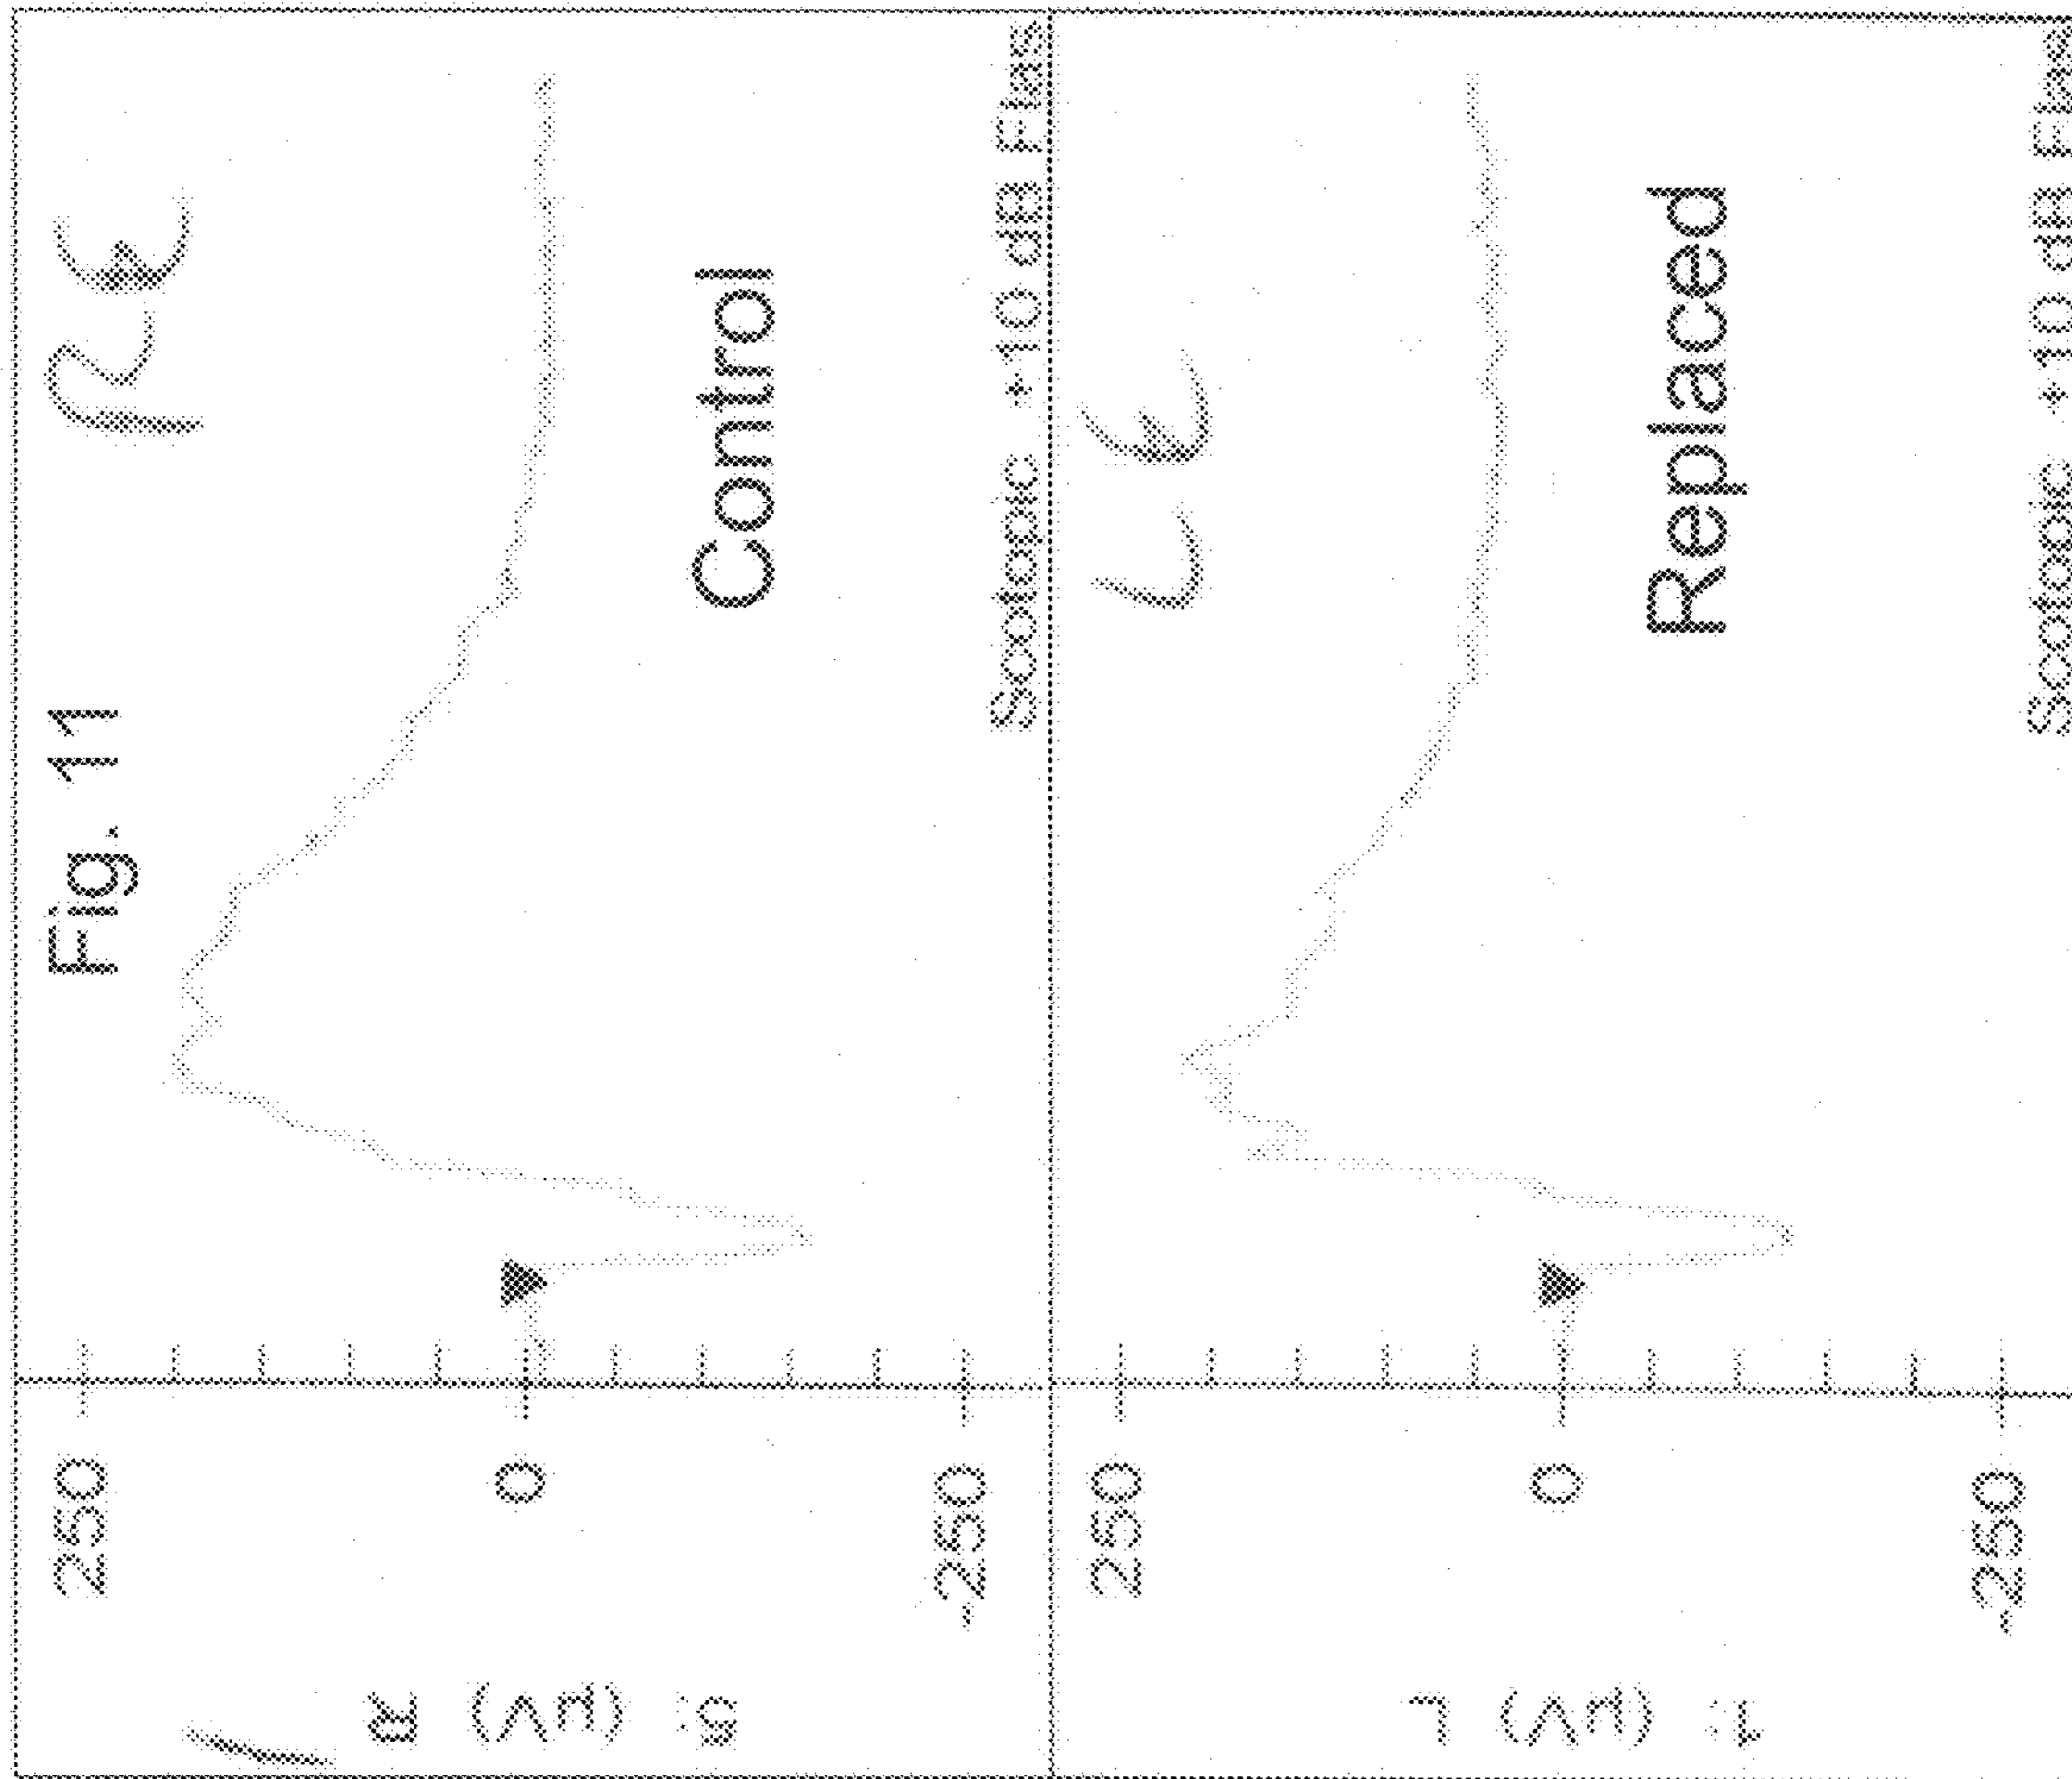 Fig. 11
RE
250
0
-250
5: (µV) R
Control
Scotopic +10 dB Flas
LE
250
0
-250
1: (µV) L
Replaced
Scotopic +10 dB Flas